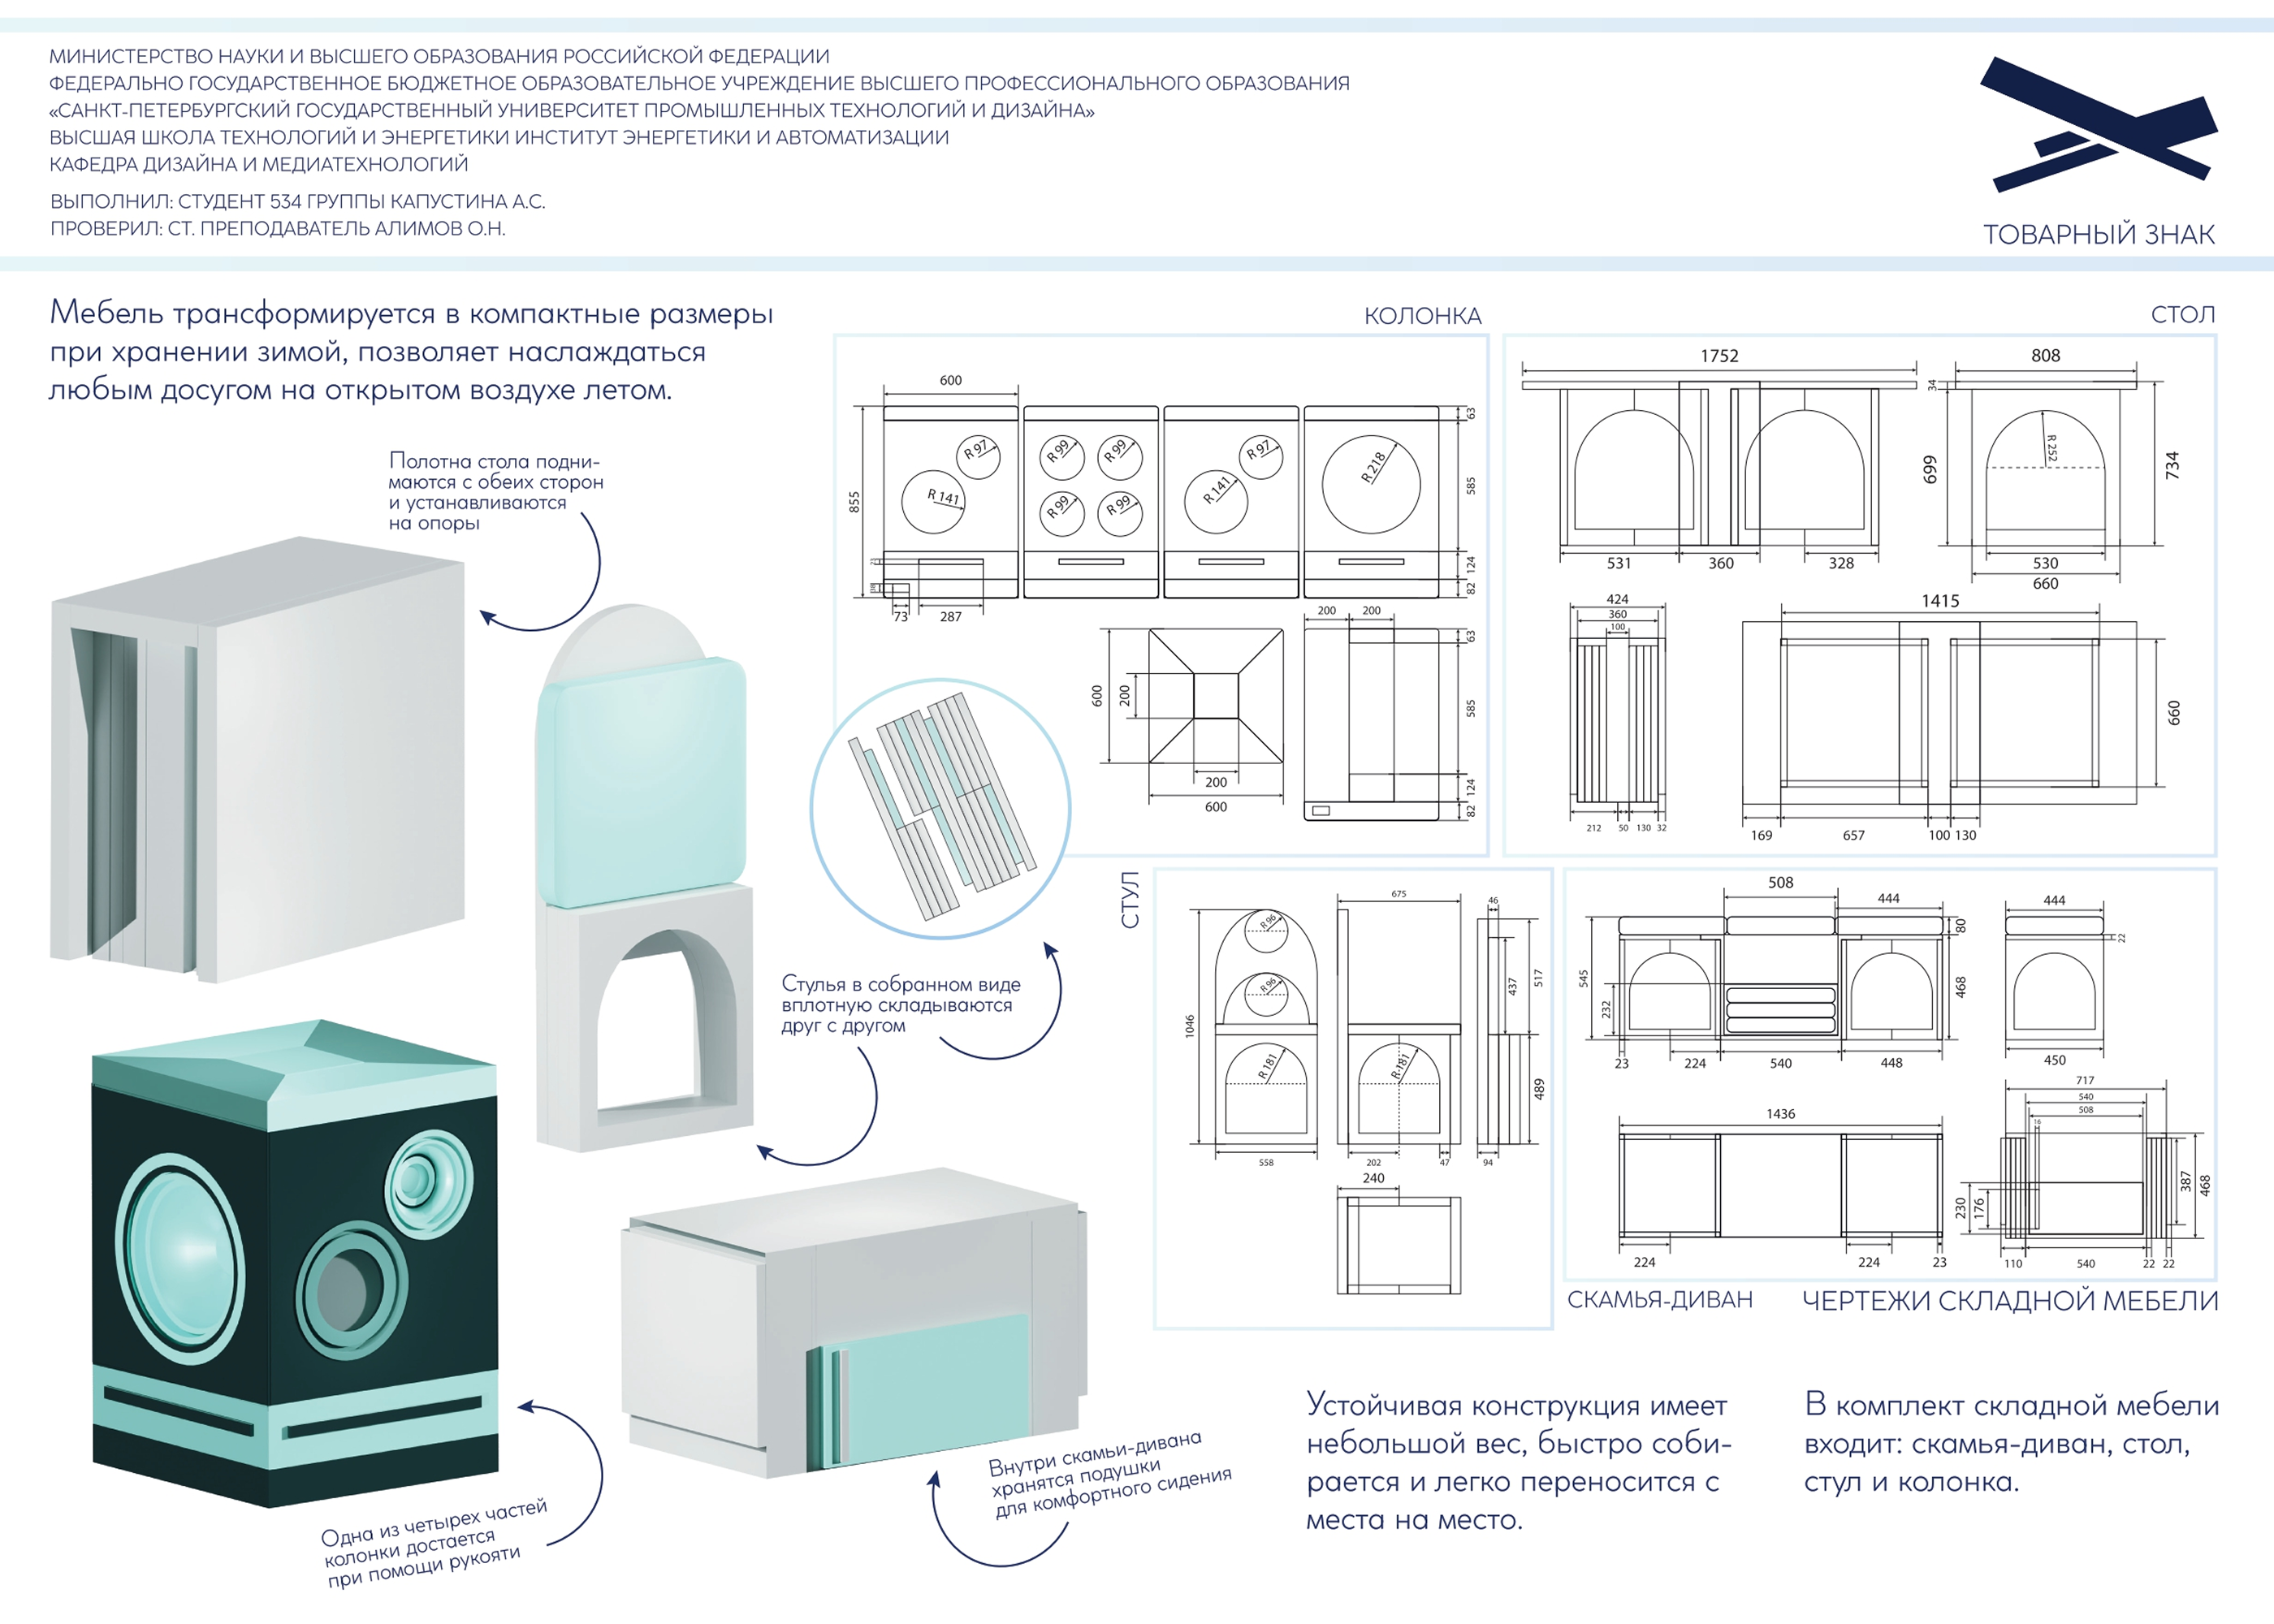 МИНИСТЕРСТВО НАУКИ И ВЫСШЕГО ОБРАЗОВАНИЯ РОССИЙСКОЙ ФЕДЕРАЦИИ
ФЕДЕРАЛЬНО ГОСУДАРСТВЕННОЕ БЮДЖЕТНОЕ ОБРАЗОВАТЕЛЬНОЕ УЧРЕЖДЕНИЕ ВЫСШЕГО ПРОФЕССИОНАЛЬНОГО ОБРАЗОВАНИЯ
«САНКТ-ПЕТЕРБУРГСКИЙ ГОСУДАРСТВЕННЫЙ УНИВЕРСИТЕТ ПРОМЫШЛЕННЫХ ТЕХНОЛОГИЙ И ДИЗАЙНА»
ВЫСШАЯ ШКОЛА ТЕХНОЛОГИЙ И ЭНЕРГЕТИКИ ИНСТИТУТ ЭНЕРГЕТИКИ И АВТОМАТИЗАЦИИ
КАФЕДРА ДИЗАЙНА И МЕДИАТЕХНОЛОГИЙ
ВЫПОЛНИЛ: СТУДЕНТ 534 ГРУППЫ КАПУСТИНА А.С.
ПРОВЕРИЛ: СТ. ПРЕПОДАВАТЕЛЬ АЛИМОВ О.Н.
ТОВАРНЫЙ ЗНАК
Мебель трансформируется в компактные размеры
при хранении зимой, позволяет наслаждаться
любым досугом на открытом воздухе летом.
Полотна стола подни-
маются с обеих сторон
и устанавливаются
на опоры
Стулья в собранном виде
вплотную складываются
друг с другом
Одна из четырех частей
колонки достается
при помощи рукояти
Внутри скамьи-дивана
хранятся подушки
для комфортного сидения
КОЛОНКА
600
855
R 97
R 141
R 99
R 99
R 99
R 99
R 97
R 141
R 218
63
585
124
82
73
287
600
200
200
600
200
200
63
585
124
82
СТОЛ
1752
808
34
699
R 252
734
531
360
328
530
660
424
360
100
212
50
130
32
1415
660
169
657
100
130
СТУЛ
1046
R 96
R 96
R 181
558
675
R 181
202
47
46
437
517
489
94
240
508
444
80
545
232
468
23
224
540
448
444
22
450
1436
224
224
23
717
540
508
16
230
176
387
468
110
540
22
22
СКАМЬЯ-ДИВАН
ЧЕРТЕЖИ СКЛАДНОЙ МЕБЕЛИ
Устойчивая конструкция имеет
небольшой вес, быстро соби-
рается и легко переносится с
места на место.
В комплект складной мебели
входит: скамья-диван, стол,
стул и колонка.